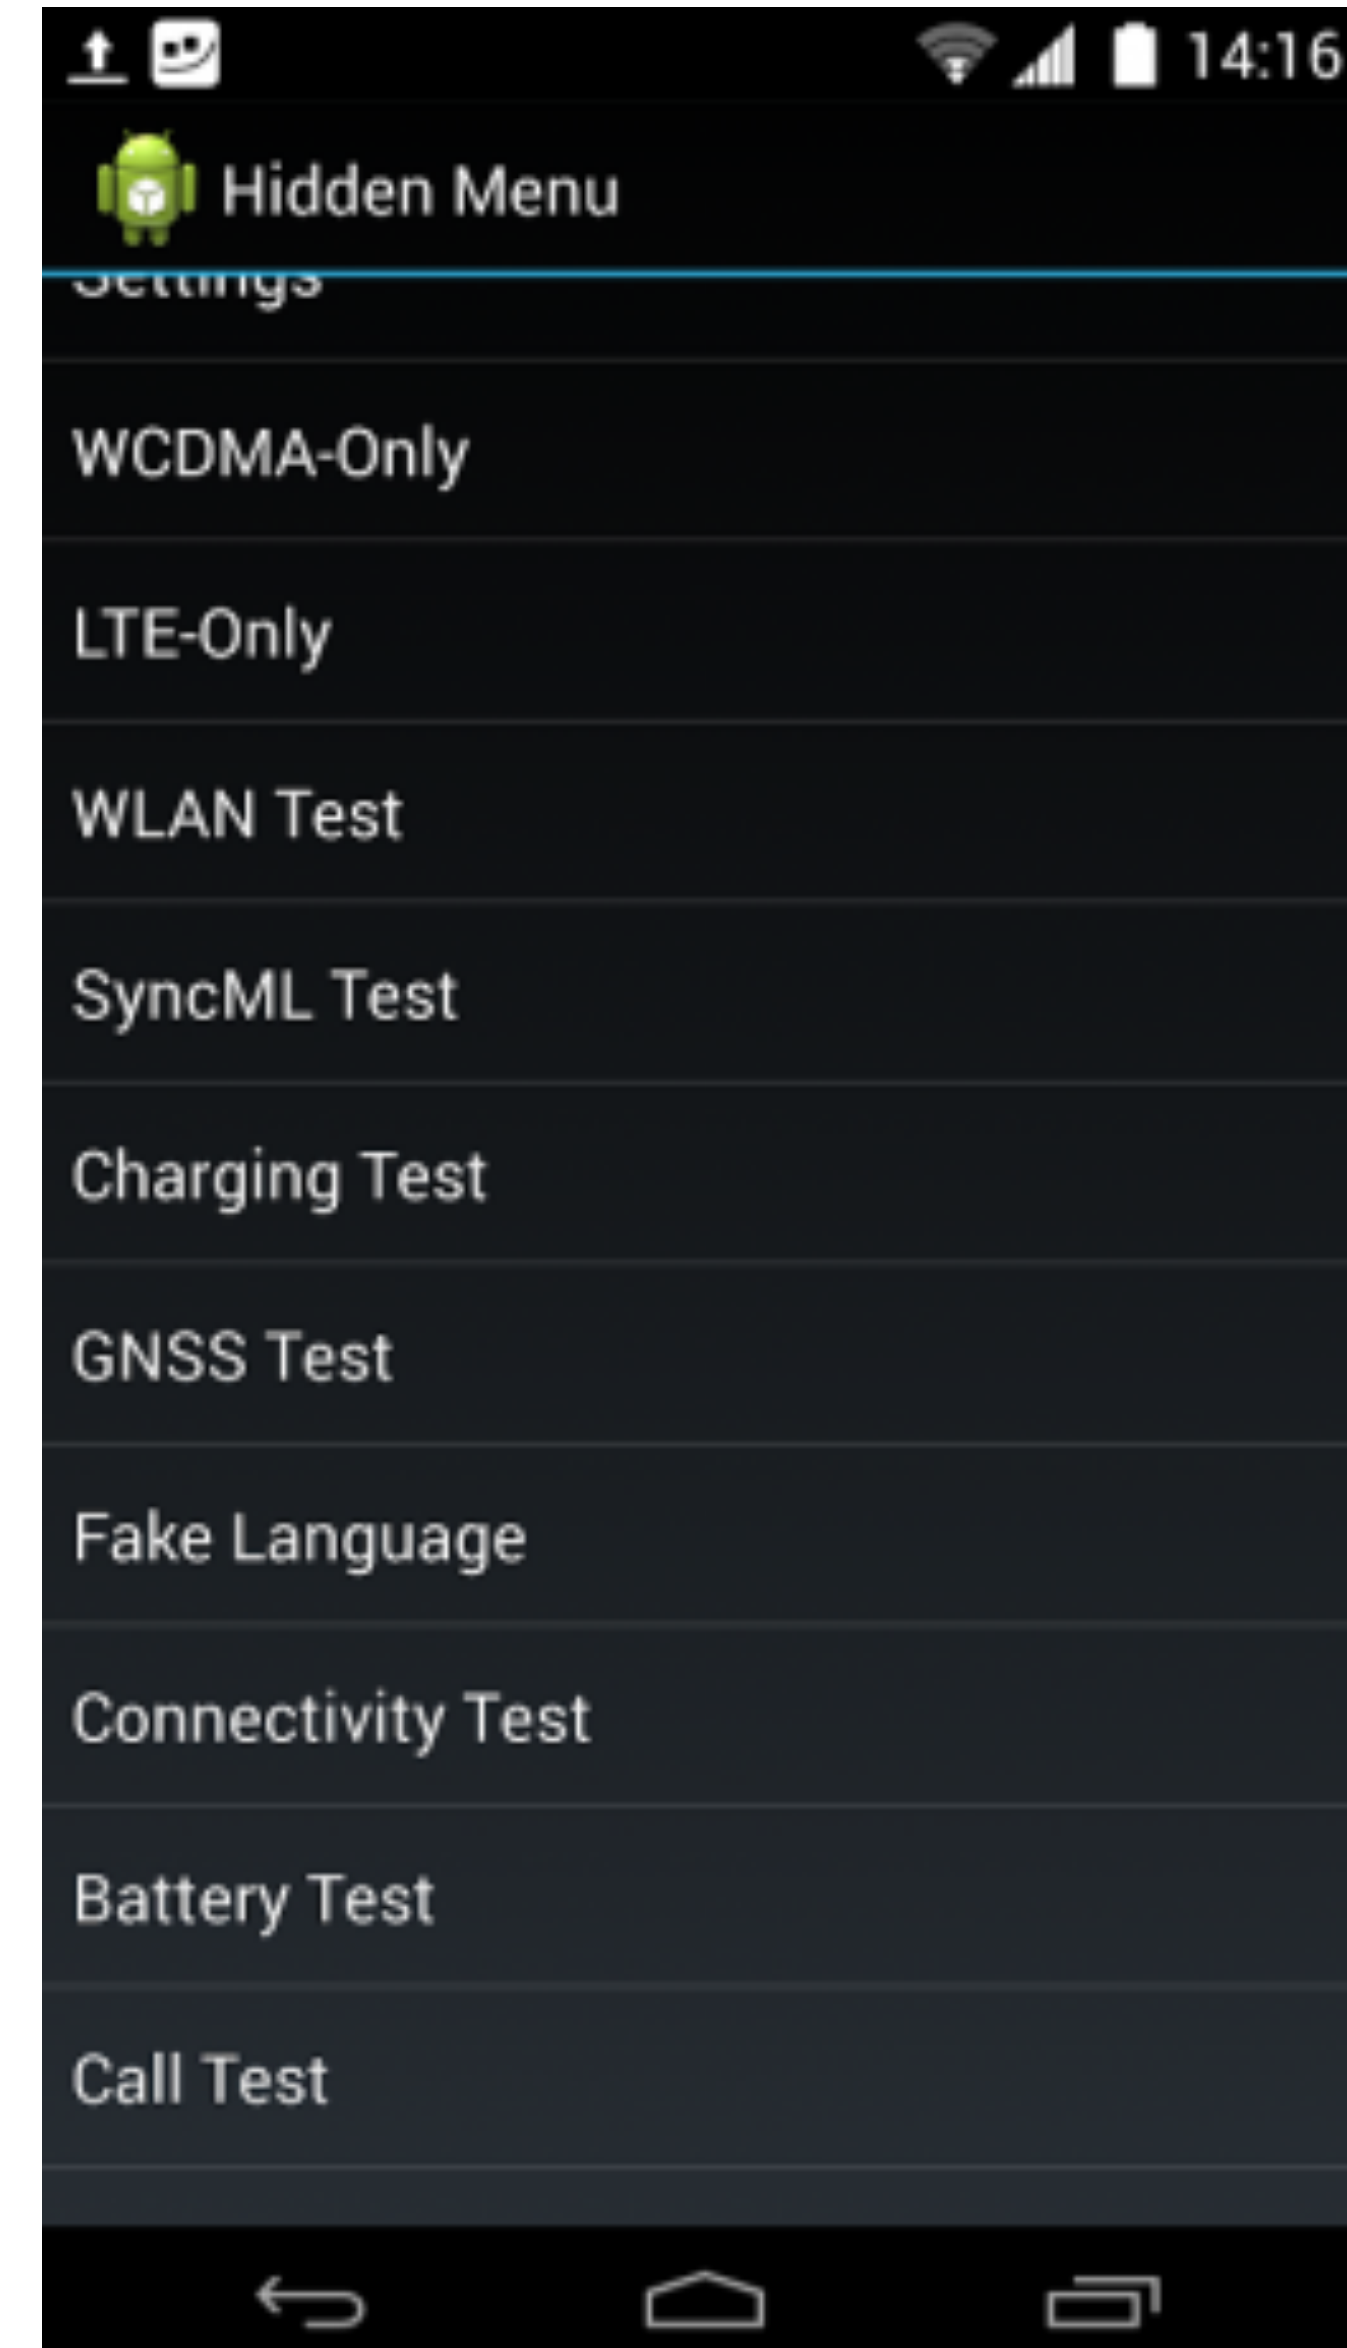 14:16
Hidden Menu
Settings
WCDMA-Only
LTE-Only
WLAN Test
SyncML Test
Charging Test
GNSS Test
Fake Language
Connectivity Test
Battery Test
Call Test